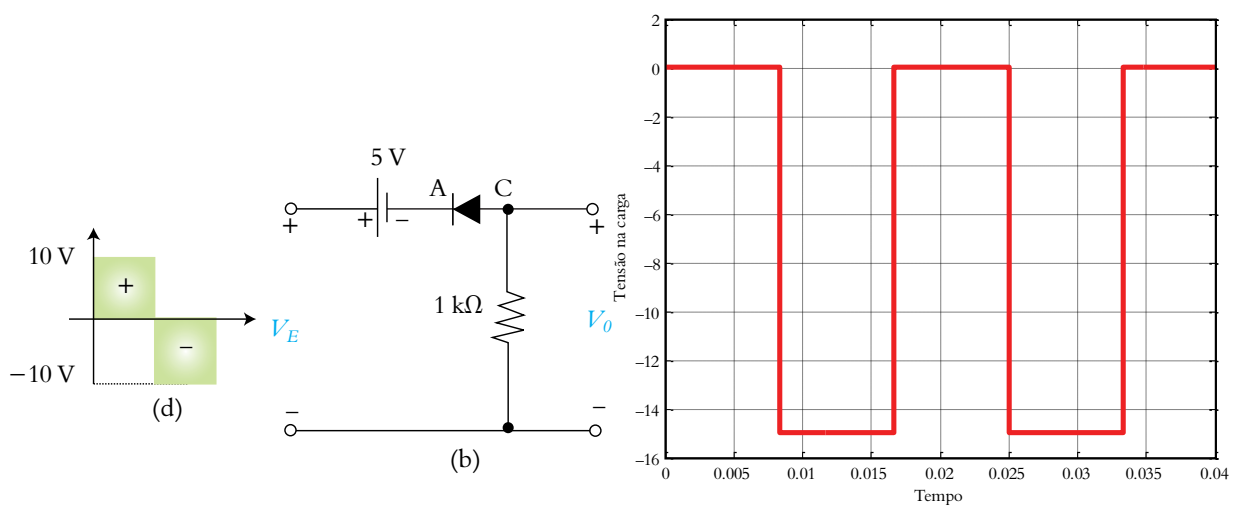 10 V
+
−
−10 V
(d)
V_E
5 V
A C
+ −
+ +
1 kΩ
V_0
− −
(b)
2
0
−2
−4
−6
−8
−10
−12
−14
−16
Tensão na carga
0 0.005 0.01 0.015 0.02 0.025 0.03 0.035 0.04
Tempo